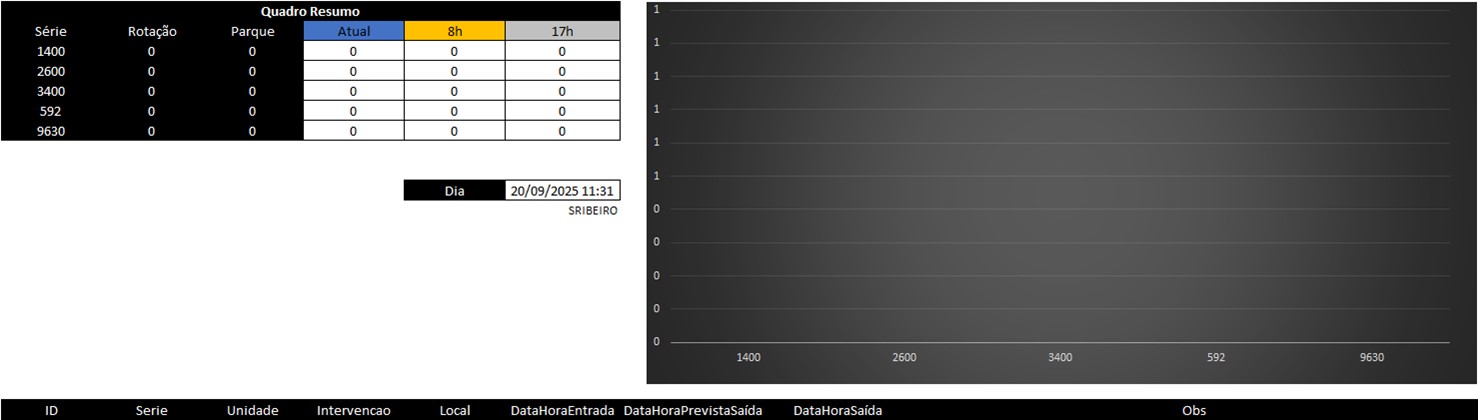 Quadro Resumo
Série Rotação Parque Atual 8h 17h
1400 0 0 0 0 0
2600 0 0 0 0 0
3400 0 0 0 0 0
592 0 0 0 0 0
9630 0 0 0 0 0
Dia 20/09/2025 11:31
SRIBEIRO
1
1
1
1
1
1
0
0
0
0
0
1400 2600 3400 592 9630
ID Serie Unidade Intervencao Local DataHoraEntrada DataHoraPrevistaSaída DataHoraSaída Obs